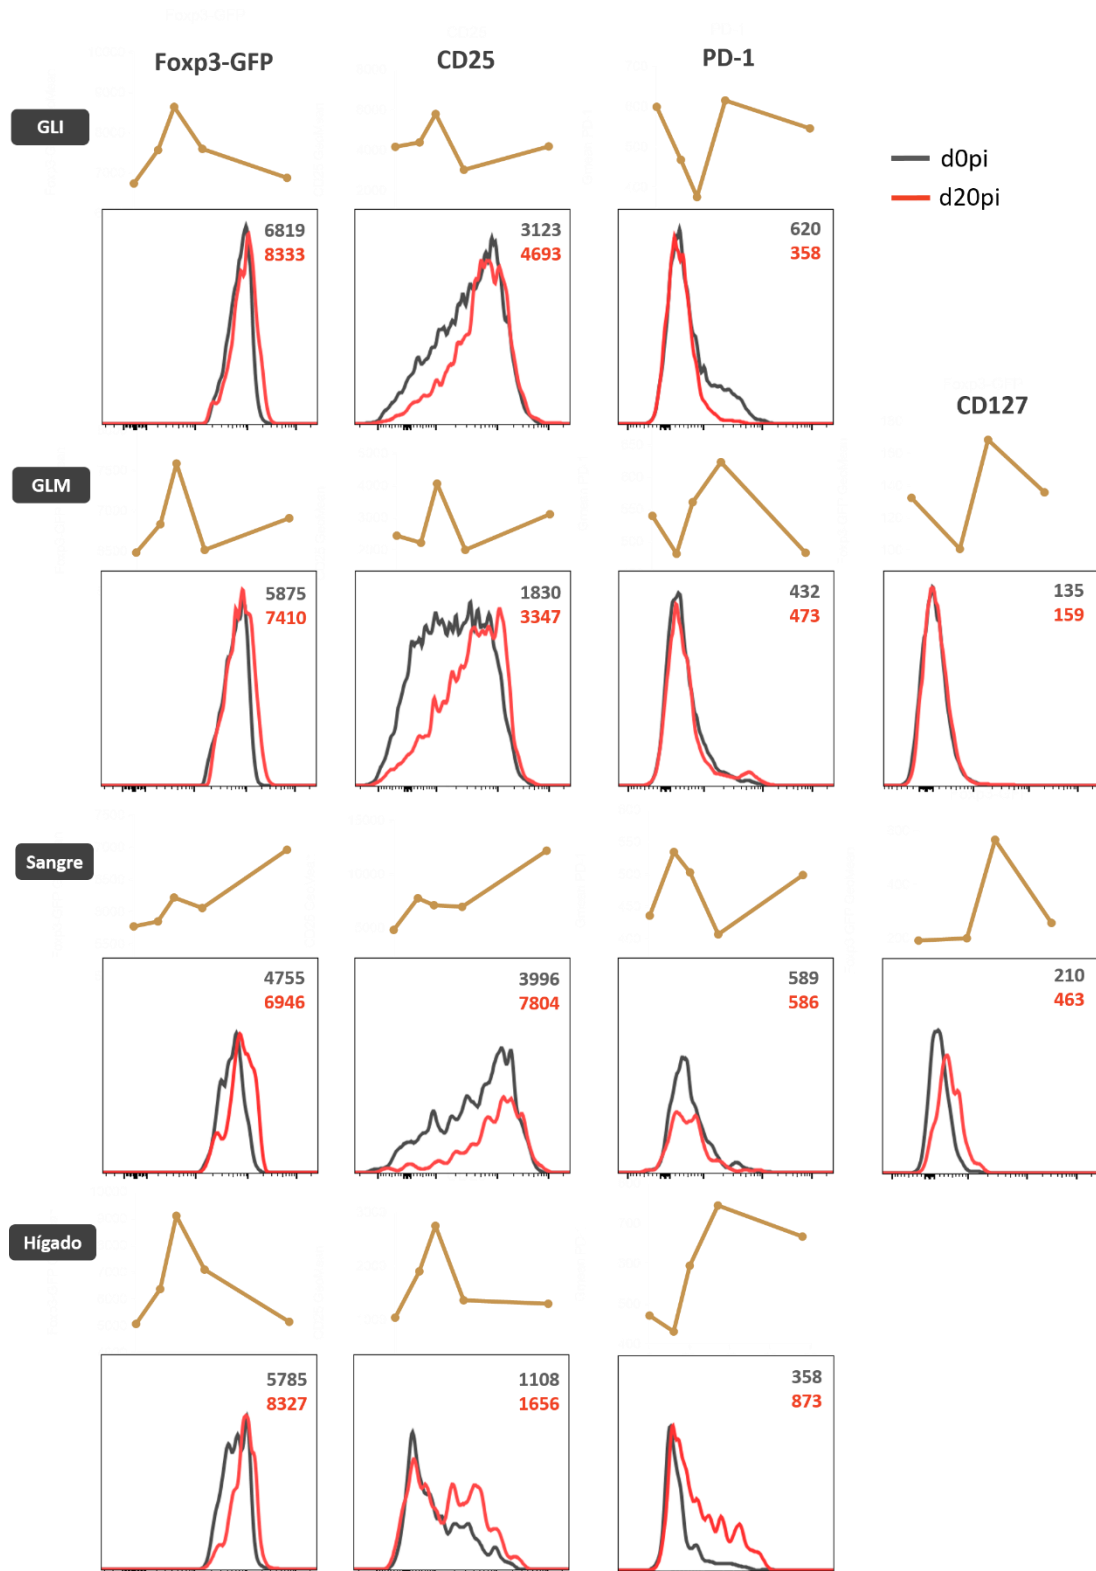 Foxp3-GFP CD25 PD-1
GLI
d0pi
d20pi
6819 3123 620
8333 4693 358
CD127
GLM
5875 1830 432 135
7410 3347 473 159
Sangre
4755 3996 589 210
6946 7804 586 463
Hígado
5785 1108 358
8327 1656 873